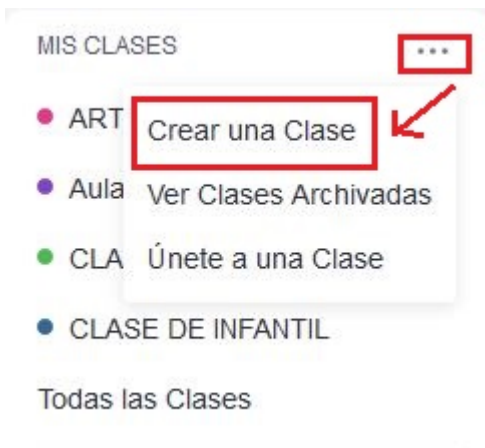 MIS CLASES ...
ART
Crear una Clase
Aula
Ver Clases Archivadas
CLA
Únete a una Clase
CLASE DE INFANTIL
Todas las Clases